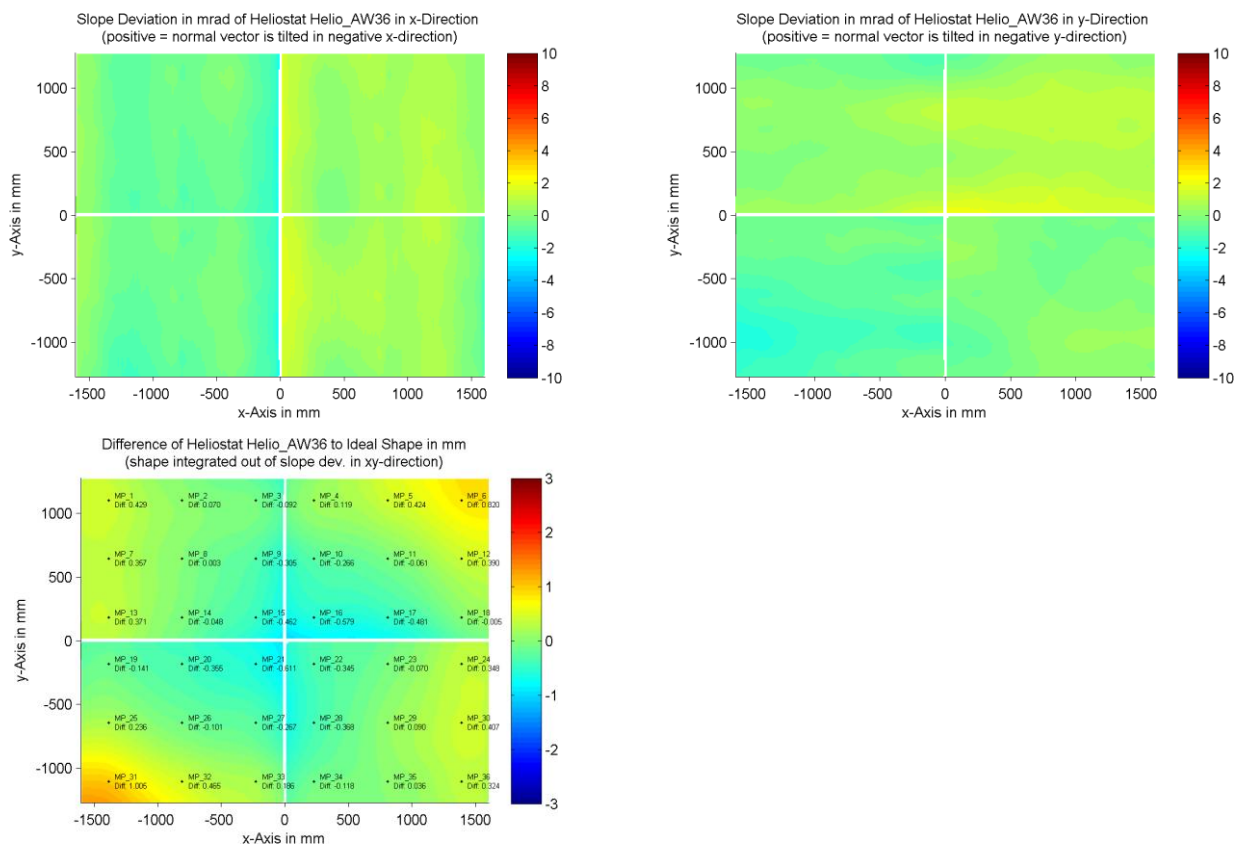 Slope Deviation in mrad of Heliostat Helio_AW36 in x-Direction
(positive = normal vector is tilted in negative x-direction)
y-Axis in mm
1000
500
0
-500
-1000
-1500 -1000 -500 0 500 1000 1500
x-Axis in mm
10
8
6
4
2
0
-2
-4
-6
-8
-10
Slope Deviation in mrad of Heliostat Helio_AW36 in y-Direction
(positive = normal vector is tilted in negative y-direction)
y-Axis in mm
1000
500
0
-500
-1000
-1500 -1000 -500 0 500 1000 1500
x-Axis in mm
10
8
6
4
2
0
-2
-4
-6
-8
-10
Difference of Heliostat Helio_AW36 to Ideal Shape in mm
(shape integrated out of slope dev. in xy-direction)
y-Axis in mm
1000
500
0
-500
-1000
MP_1 MP_2 MP_3 MP_4 MP_5 MP_6
Diff: 0.429 Diff: 0.070 Diff: -0.092 Diff: 0.119 Diff: 0.424 Diff: 0.820
MP_7 MP_8 MP_9 MP_10 MP_11 MP_12
Diff: 0.357 Diff: 0.003 Diff: -0.305 Diff: -0.266 Diff: -0.061 Diff: 0.390
MP_13 MP_14 MP_15 MP_16 MP_17 MP_18
Diff: 0.371 Diff: -0.048 Diff: -0.462 Diff: -0.579 Diff: -0.481 Diff: -0.005
MP_19 MP_20 MP_21 MP_22 MP_23 MP_24
Diff: -0.141 Diff: -0.355 Diff: -0.611 Diff: -0.345 Diff: -0.070 Diff: 0.348
MP_25 MP_26 MP_27 MP_28 MP_29 MP_30
Diff: 0.236 Diff: -0.101 Diff: -0.267 Diff: -0.368 Diff: 0.090 Diff: 0.407
MP_31 MP_32 MP_33 MP_34 MP_35 MP_36
Diff: 1.005 Diff: 0.465 Diff: 0.186 Diff: -0.118 Diff: 0.036 Diff: 0.324
-1500 -1000 -500 0 500 1000 1500
x-Axis in mm
3
2
1
0
-1
-2
-3